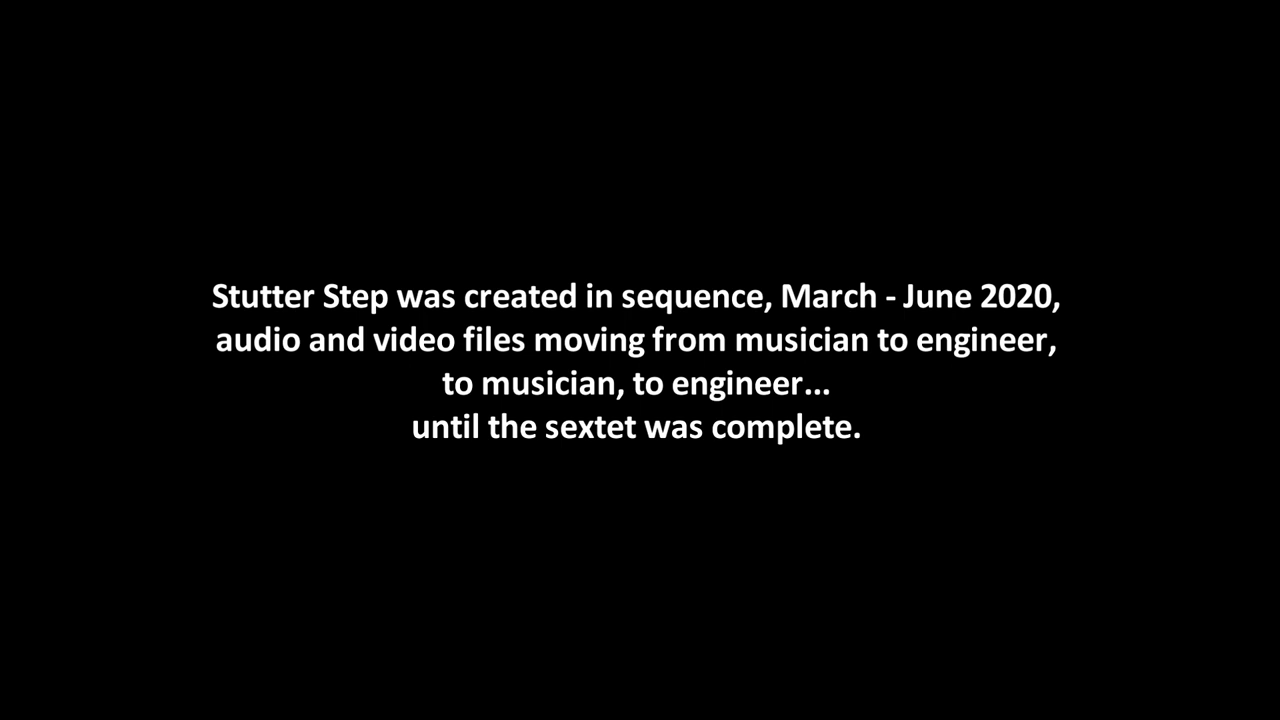 Stutter Step was created in sequence, March - June 2020,
audio and video files moving from musician to engineer,
to musician, to engineer...
until the sextet was complete.